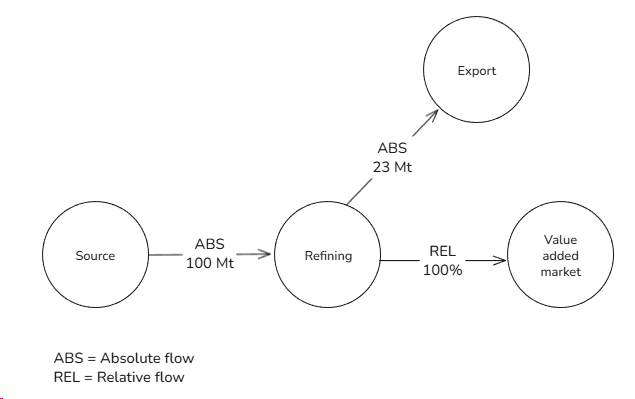 Export
ABS
23 Mt
Source
ABS
100 Mt
Refining
REL
100%
Value
added
market
ABS = Absolute flow
REL = Relative flow